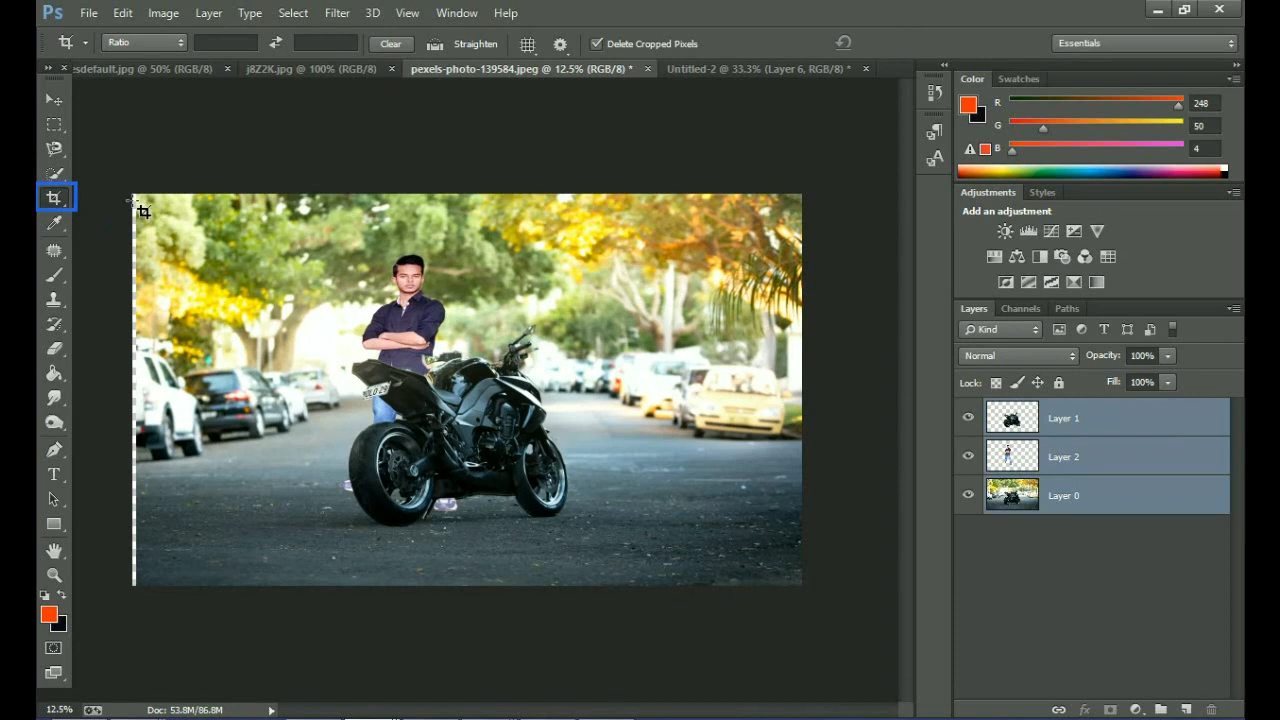 Ps File Edit Image Layer Type Select Filter 3D View Window Help
Ratio Clear Straighten Delete Cropped Pixels Essentials
esdefault.jpg @ 50% (RGB/8) × j8Z2K.jpg @ 100% (RGB/8) × pexels-photo-139584.jpeg @ 12.5% (RGB/8) * × Untitled-2 @ 33.3% (Layer 6, RGB/8) * ×
Color Swatches
R 248
G 50
B 4
Adjustments Styles
Add an adjustment
Layers Channels Paths
Kind
Normal Opacity: 100%
Lock: Fill: 100%
Layer 1
Layer 2
Layer 0
12.5% Doc: 53.8M/86.8M